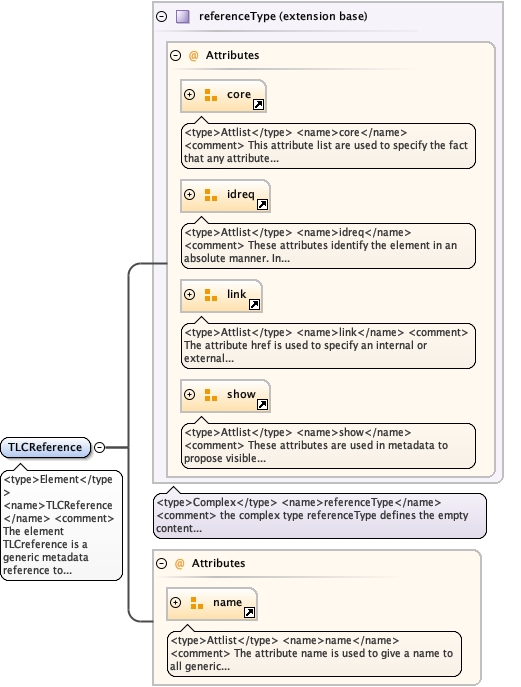 referenceType (extension base)
@ Attributes
core
<type>Attlist</type> <name>core</name>
<comment> This attribute list are used to specify the fact
that any attribute...
idreq
<type>Attlist</type> <name>idreq</name>
<comment> These attributes identify the element in an
absolute manner. In...
link
<type>Attlist</type> <name>link</name> <comment>
The attribute href is used to specify an internal or
external...
show
<type>Attlist</type> <name>show</name>
<comment> These attributes are used in metadata to
propose visible...
TLCReference
<type>Element</type
>
<name>TLCReference
</name> <comment>
The element
TLCreference is a
generic metadata
reference to...
<type>Complex</type> <name>referenceType</name>
<comment> the complex type referenceType defines the empty
content...
@ Attributes
name
<type>Attlist</type> <name>name</name>
<comment> The attribute name is used to give a name to
all generic...